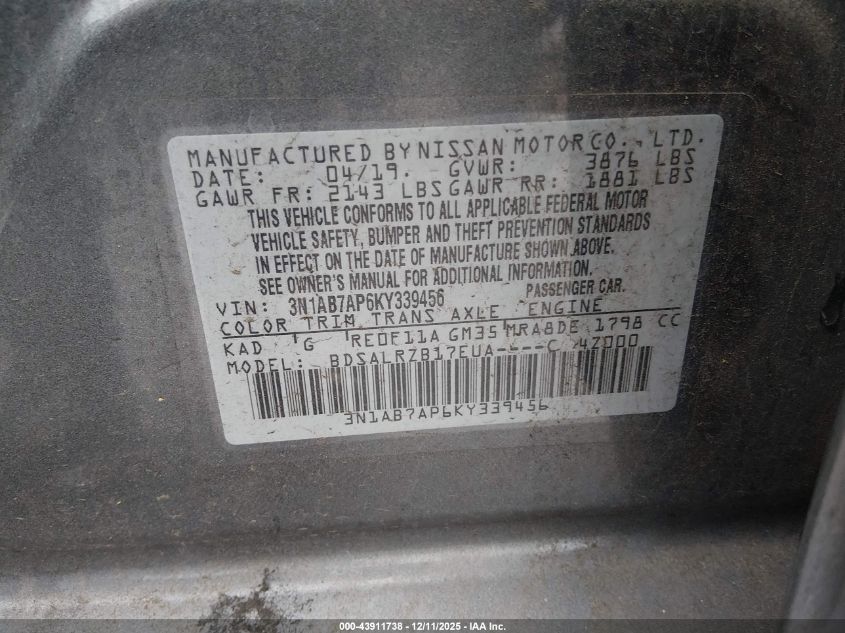 MANUFACTURED BY NISSAN MOTOR CO., LTD.
DATE: 04/19. GVWR: 3876 LBS
GAWR FR: 2143 LBS GAWR RR: 1881 LBS
THIS VEHICLE CONFORMS TO ALL APPLICABLE FEDERAL MOTOR
VEHICLE SAFETY, BUMPER AND THEFT PREVENTION STANDARDS
IN EFFECT ON THE DATE OF MANUFACTURE SHOWN ABOVE.
SEE OWNER'S MANUAL FOR ADDITIONAL INFORMATION.
VIN: 3N1AB7AP6KY339456 PASSENGER CAR.
COLOR TRIM TRANS AXLE ENGINE
KAD G RE0F11A GM35 MRA8DE 1798 CC
MODEL: BDSALRZB17EUA----C 4Z000
3N1AB7AP6KY339456
000-43911738 - 12/11/2025 - IAA Inc.